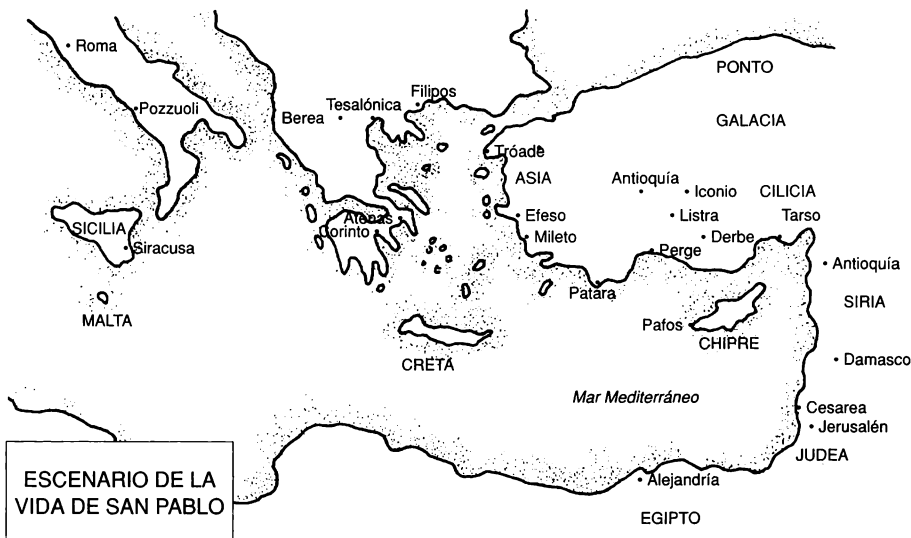 Roma
PONTO
Filipos
Tesalónica
Pozzuoli
Berea
GALACIA
Tróade
ASIA
Antioquía
Iconio
CILICIA
SICILIA
Atenas
Efeso
Listra
Tarso
Siracusa
Corinto
Mileto
Derbe
Perge
Antioquía
Patara
SIRIA
MALTA
Pafos
CHIPRE
CRETA
Damasco
Mar Mediterráneo
Cesarea
Jerusalén
JUDEA
ESCENARIO DE LA
VIDA DE SAN PABLO
Alejandría
EGIPTO